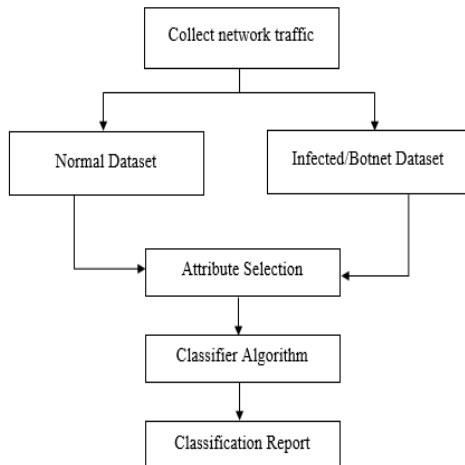 Collect network traffic
Normal Dataset
Infected/Botnet Dataset
Attribute Selection
Classifier Algorithm
Classification Report